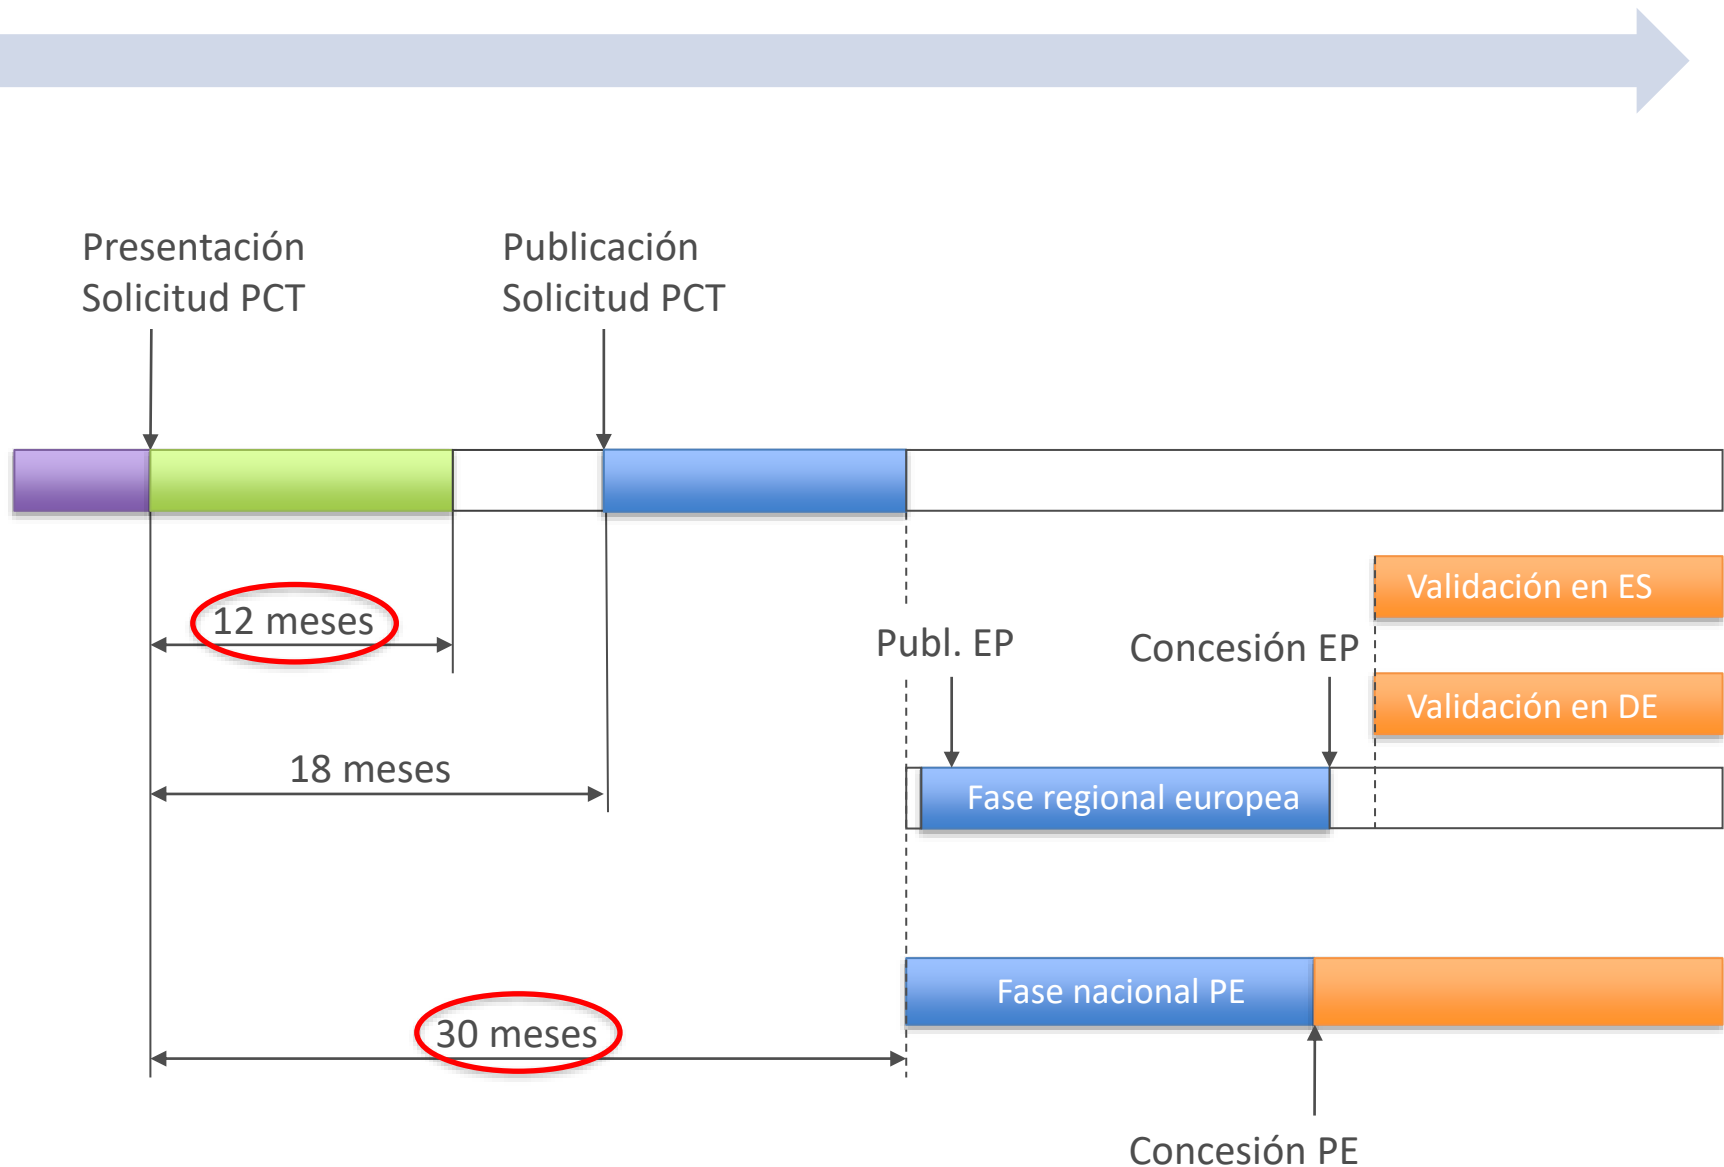 Presentación
Solicitud PCT
Publicación
Solicitud PCT
12 meses
18 meses
30 meses
Publ. EP
Concesión EP
Validación en ES
Validación en DE
Fase regional europea
Fase nacional PE
Concesión PE